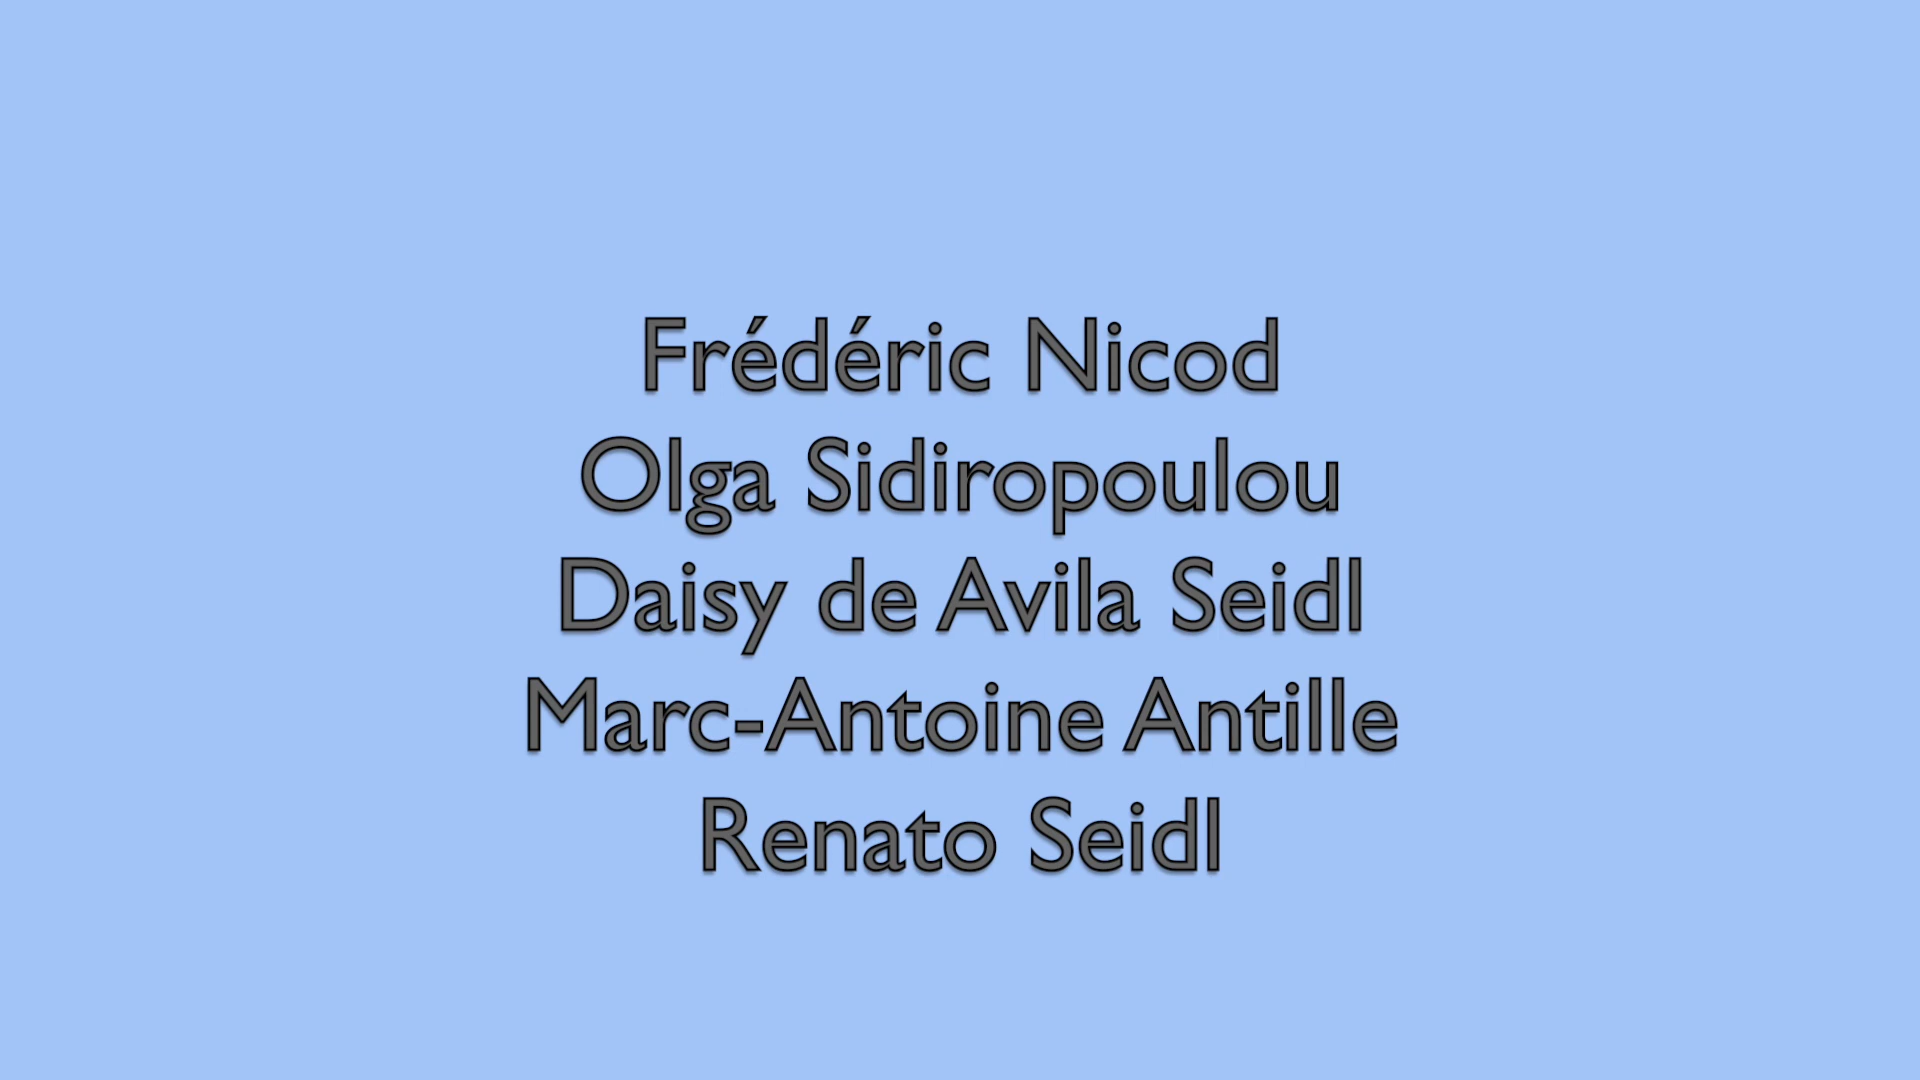 Frédéric Nicod
Olga Sidiropoulou
Daisy de Avila Seidl
Marc-Antoine Antille
Renato Seidl